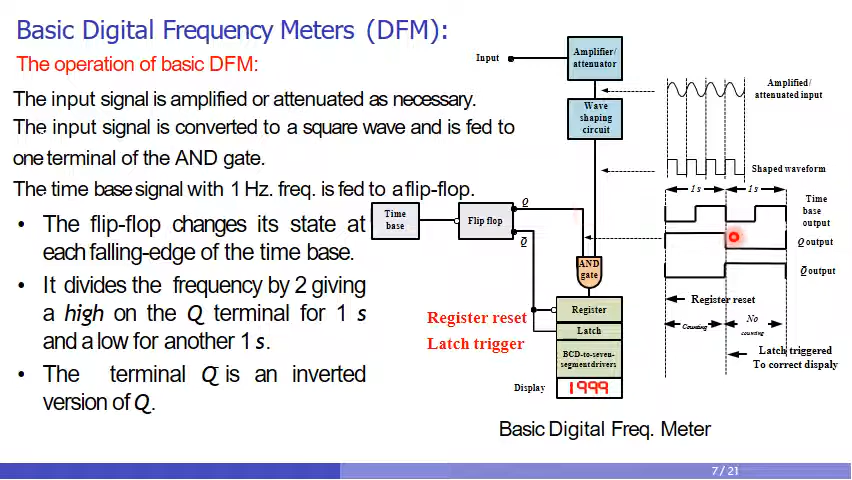 Basic Digital Frequency Meters (DFM):
The operation of basic DFM:
The input signal is amplified or attenuated as necessary.
The input signal is converted to a square wave and is fed to
one terminal of the AND gate.
The time base signal with 1 Hz. freq. is fed to a flip-flop.
• The flip-flop changes its state at
each falling-edge of the time base.
• It divides the frequency by 2 giving
a high on the Q terminal for 1 s
and a low for another 1 s.
• The terminal Q̅ is an inverted
version of Q.
Input
Amplifier/
attenuator
Wave
shaping
circuit
Time
base
Flip flop
Q
Q̅
AND
gate
Register reset
Latch trigger
Register
Latch
BCD-to-seven-
segment drivers
Display
1999
Amplified/
attenuated input
Shaped waveform
1 s
1 s
Time
base
output
Q output
Q̅ output
Register reset
Counting
No
counting
Latch triggered
To correct dispaly
Basic Digital Freq. Meter
7 / 21